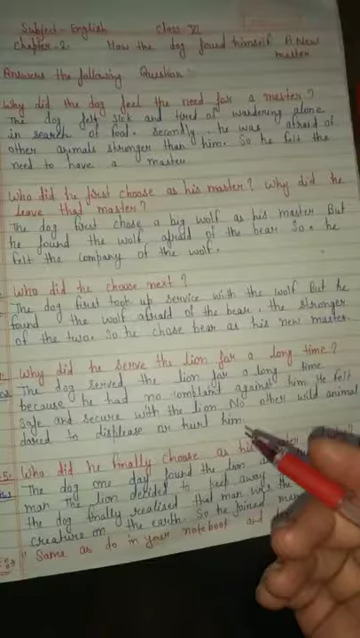 Subject - English Class VI
Chapter-2 How the dog found himself A New
master
Answers the following Question
Why did the dog feel the need for a master?
The dog felt sick and tired of wandering alone
in search of food. Secondly, he was afraid of
other animals stronger than him. So he felt the
need to have a master
Who did he first choose as his master? Why did he
leave that master?
The dog first chose a big wolf as his master But
he found the wolf afraid of the bear So he
felt the company of the wolf.
Who did he choose next?
The dog first took up service with the wolf But he
found the wolf afraid of the bear, the stronger
of the two. So he chose bear as his new master.
Why did he serve the lion for a long time?
The dog served the lion for a long time
because he had no complaint against him. He felt
safe and secure with the lion No other wild animal
dared to displease or hurt him.
Who did he finally choose as his master
The dog one day found the lion
man The lion decided to keep away
the dog finally realised that man was the
creature on the earth. So he joined man
"Same as do in your notebook and